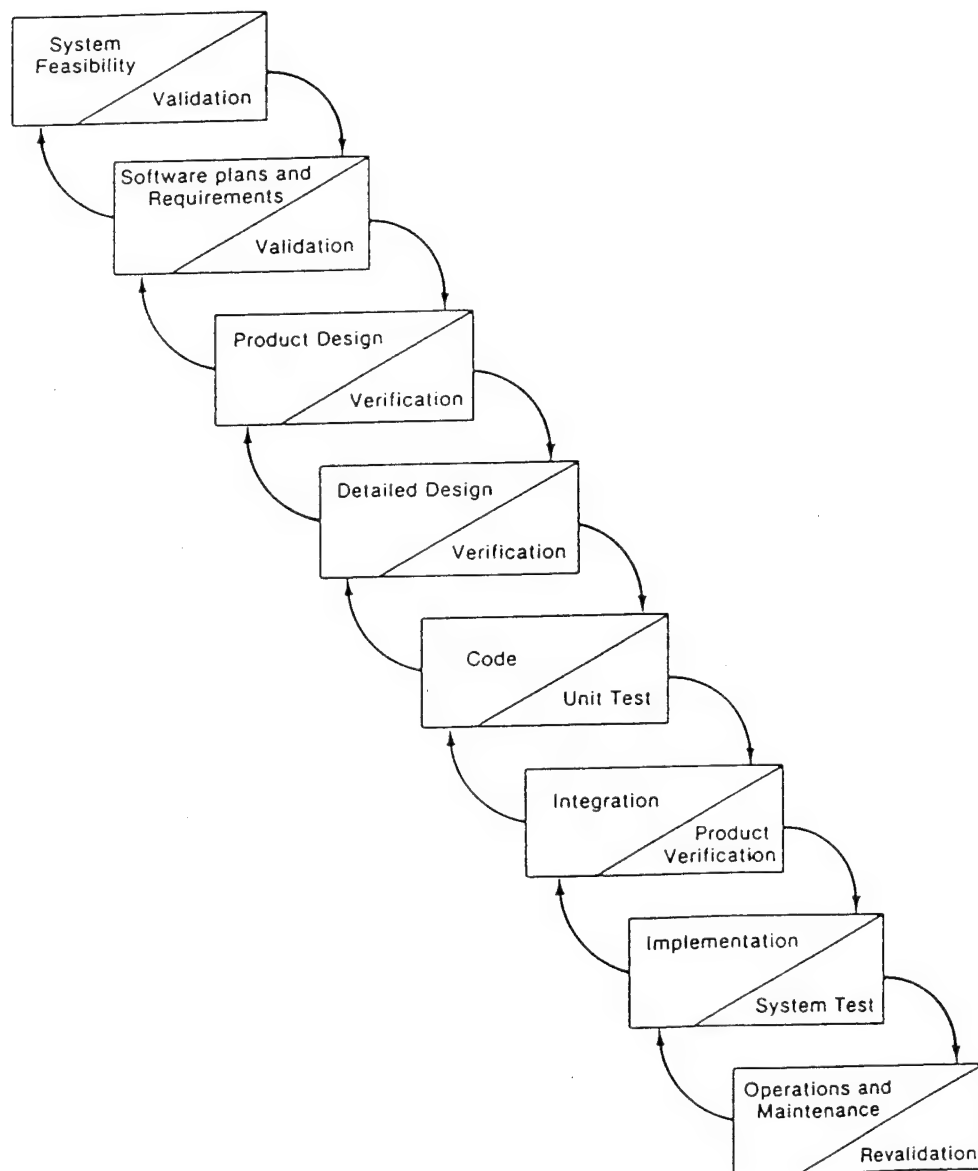 System
Feasibility
Validation
Software plans and
Requirements
Validation
Product Design
Verification
Detailed Design
Verification
Code
Unit Test
Integration
Product
Verification
Implementation
System Test
Operations and
Maintenance
Revalidation